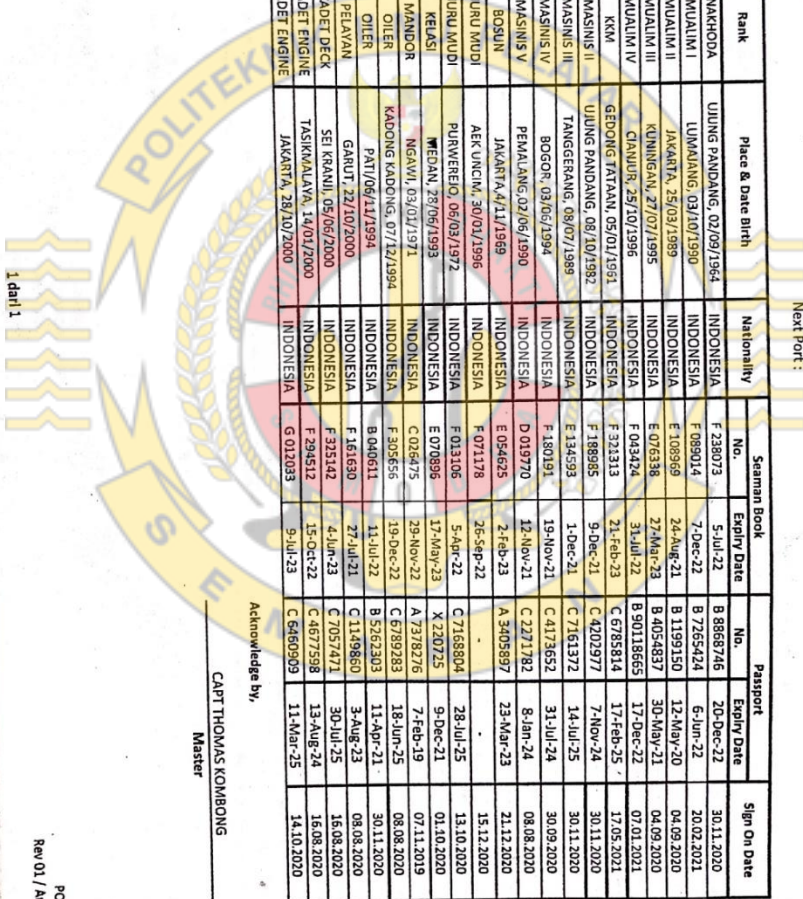 Next Port :
Rank Place & Date Birth Nationality Seaman Book Passport Sign On Date
No. Expiry Date No. Expiry Date
NAKHODA UJUNG PANDANG, 02/09/1964 INDONESIA F 238073 5-Jul-22 B 8868746 20-Dec-22 30.11.2020
MUALIM I LUMAJANG, 03/10/1990 INDONESIA F 089014 7-Dec-22 B 7265424 6-Jun-22 20.02.2021
MUALIM II JAKARTA, 25/03/1989 INDONESIA E 108969 24-Aug-21 B 1199150 12-May-20 04.09.2020
MUALIM III KUNINGAN, 27/07/1995 INDONESIA E 076338 27-Mar-23 B 4054837 30-May-21 04.09.2020
MUALIM IV CIANJUR, 25/10/1996 INDONESIA F 043424 31-Jul-22 B 90118665 17-Dec-22 07.01.2021
KKM GEDONG TATAAN, 05/01/1991 INDONESIA F 321313 21-Feb-23 C 6785814 17-Feb-25 17.05.2021
MASINIS II UJUNG PANDANG, 08/10/1982 INDONESIA F 188985 9-Dec-21 C 4202977 7-Nov-24 30.11.2020
MASINIS III TANGGERANG, 08/07/1989 INDONESIA E 134593 1-Dec-21 C 7161372 14-Jul-25 30.11.2020
MASINIS IV BOGOR, 03/06/1994 INDONESIA F 180191 19-Nov-21 C 4173652 31-Jul-24 30.09.2020
MASINIS V PEMALANG,02/06/1990 INDONESIA D 019770 12-Nov-21 C 2271782 8-Jan-24 08.08.2020
BOSUN JAKARTA,4/11/1969 INDONESIA E 054625 2-Feb-23 A 3405897 23-Mar-23 21.12.2020
URU MUDI AEK UNCIM, 30/01/1996 INDONESIA F 071178 26-Sep-22 - - 15.12.2020
URU MUDI PURWEREJO, 06/03/1972 INDONESIA F 013106 5-Apr-22 C 7168804 28-Jul-25 13.10.2020
KELASI MEDAN, 28/06/1993 INDONESIA E 070896 17-May-23 X 220725 9-Dec-21 01.10.2020
MANDOR NGAWI, 03/01/1971 INDONESIA C 026475 29-Nov-22 A 7378276 7-Feb-19 07.11.2019
OILER KADONG KADONG, 07/12/1994 INDONESIA F 305656 19-Dec-22 C 6789283 18-Jun-25 08.08.2020
OILER PATI/06/11/1994 INDONESIA B 040611 11-Jul-22 B 5262303 11-Apr-21 30.11.2020
PELAYAN GARUT, 22/10/2000 INDONESIA F 161630 27-Jul-21 C 1149860 3-Aug-23 08.08.2020
ADET DECK SEI KRANJI, 05/06/2000 INDONESIA F 325142 4-Jun-23 C 7057471 30-Jul-25 16.08.2020
DET ENGINE TASIKMALAYA, 14/01/2000 INDONESIA F 294512 15-Oct-22 C 4677598 13-Aug-24 16.08.2020
DET ENGINE JAKARTA, 28/10/2000 INDONESIA G 012033 9-Jul-23 C 6460909 11-Mar-25 14.10.2020
Acknowledge by,
CAPT THOMAS KOMBONG
Master
1 dari 1
Rev 01 /